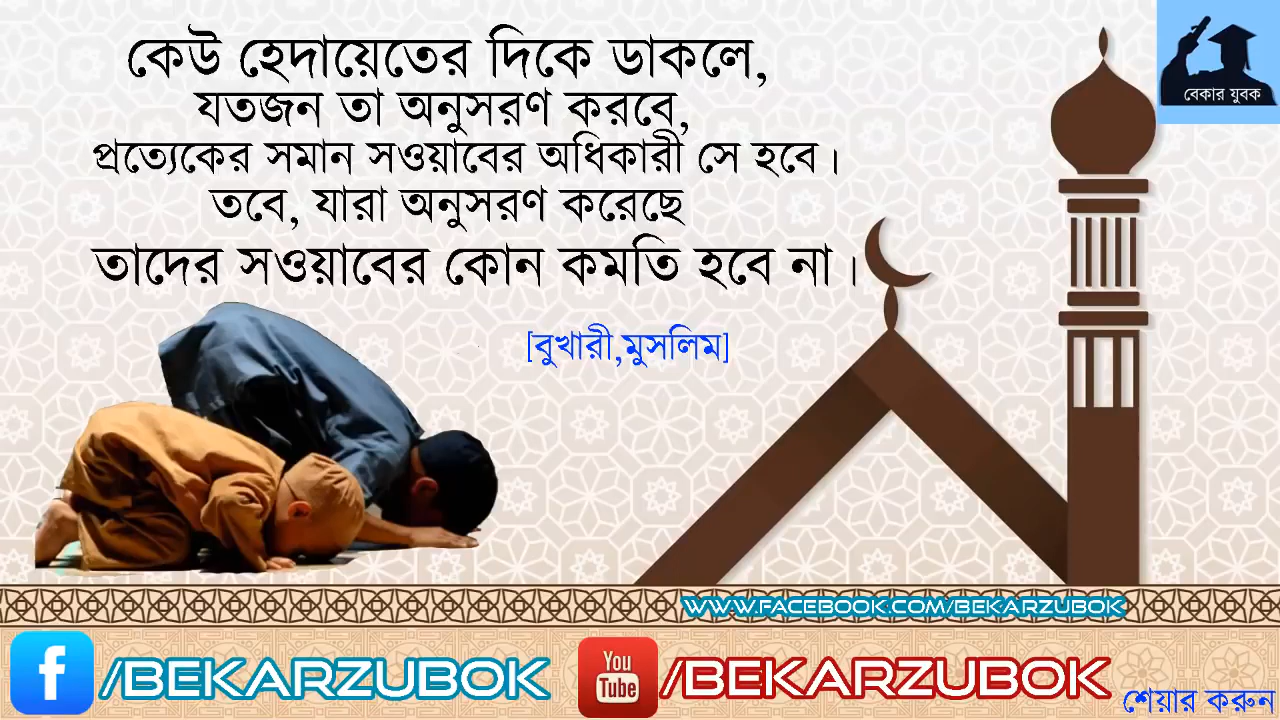 কেউ হেদায়েতের দিকে ডাকলে,
যতজন তা অনুসরণ করবে,
প্রত্যেকের সমান সওয়াবের অধিকারী সে হবে।
তবে, যারা অনুসরণ করেছে
তাদের সওয়াবের কোন কমতি হবে না।
[বুখারী,মুসলিম]
বেকার যুবক
WWW.FACEBOOK.COM/BEKARZUBOK
f /BEKARZUBOK
You Tube /BEKARZUBOK
শেয়ার করুন